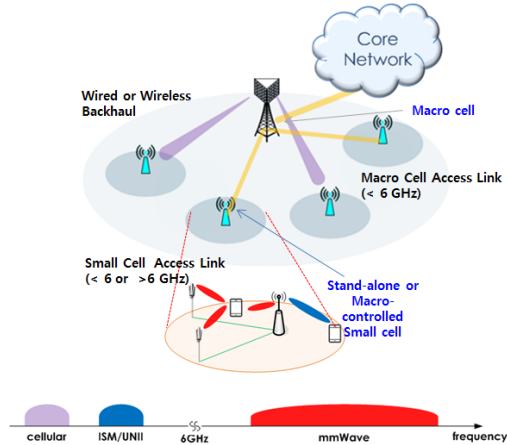 Core
Network
Wired or Wireless
Backhaul
Macro cell
Macro Cell Access Link
(< 6 GHz)
Small Cell Access Link
(< 6 or >6 GHz)
Stand-alone or
Macro-
controlled
Small cell
cellular
ISM/UNII
6GHz
mmWave
frequency